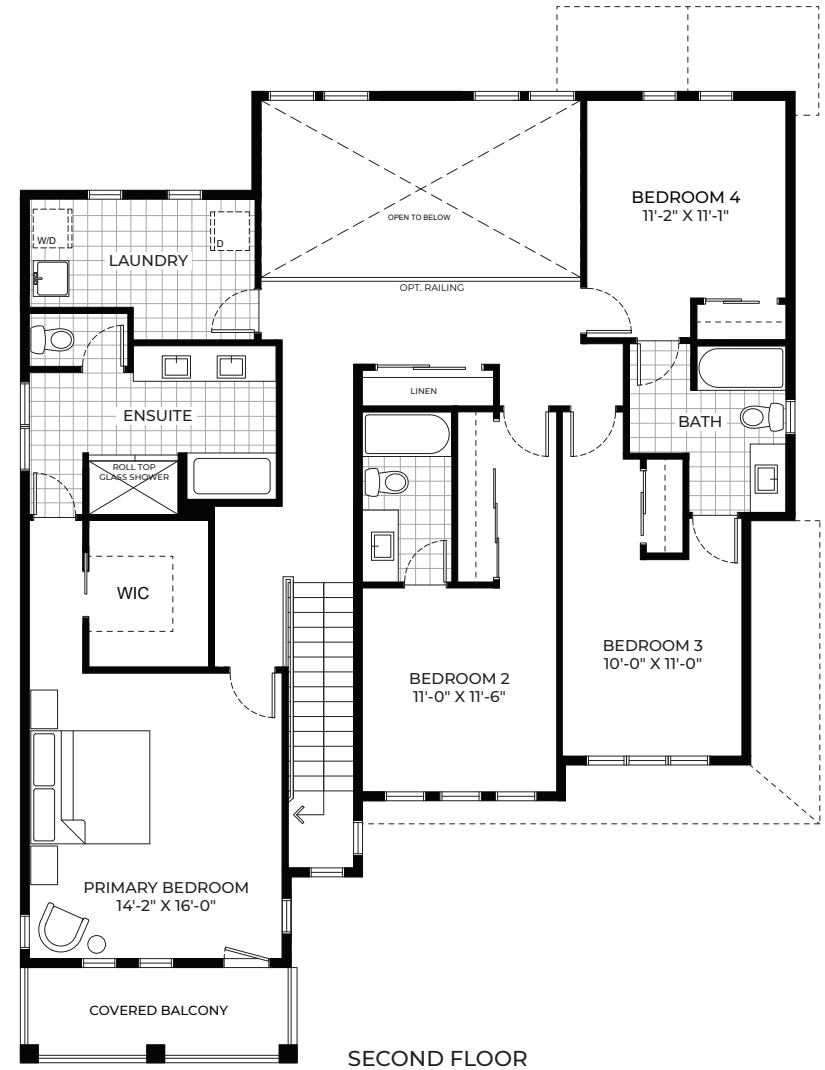 BEDROOM 4
11'-2" X 11'-1"
OPEN TO BELOW
W/D
D
LAUNDRY
OPT. RAILING
LINEN
ENSUITE
BATH
ROLL TOP
GLASS SHOWER
WIC
BEDROOM 3
10'-0" X 11'-0"
BEDROOM 2
11'-0" X 11'-6"
PRIMARY BEDROOM
14'-2" X 16'-0"
COVERED BALCONY
SECOND FLOOR